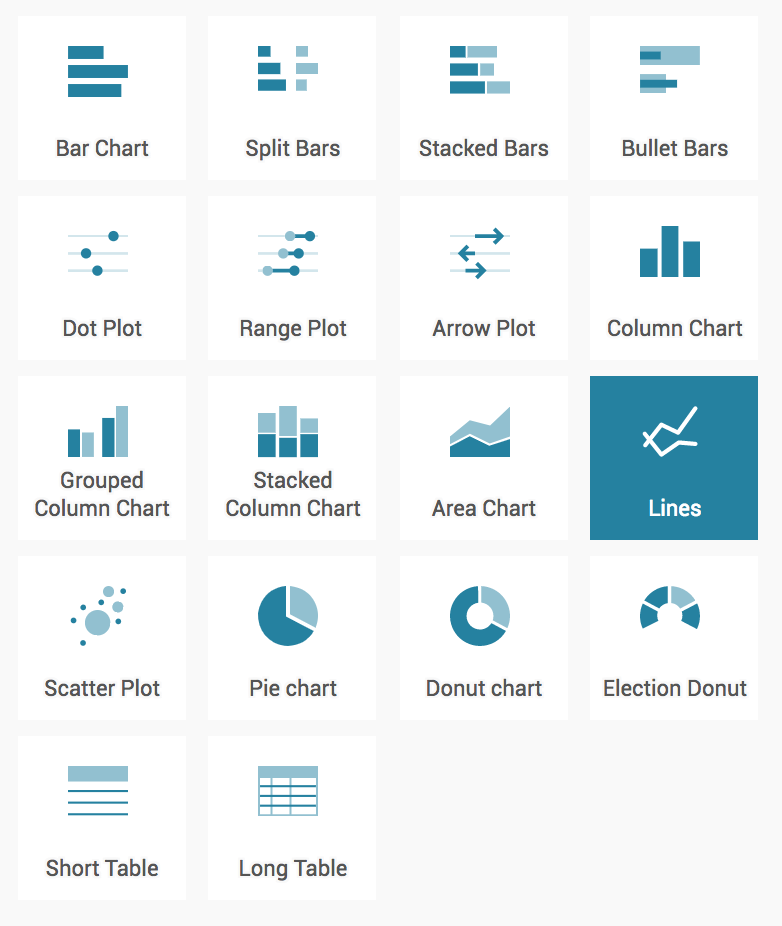 Bar Chart
Split Bars
Stacked Bars
Bullet Bars
Dot Plot
Range Plot
Arrow Plot
Column Chart
Grouped
Column Chart
Stacked
Column Chart
Area Chart
Lines
Scatter Plot
Pie chart
Donut chart
Election Donut
Short Table
Long Table